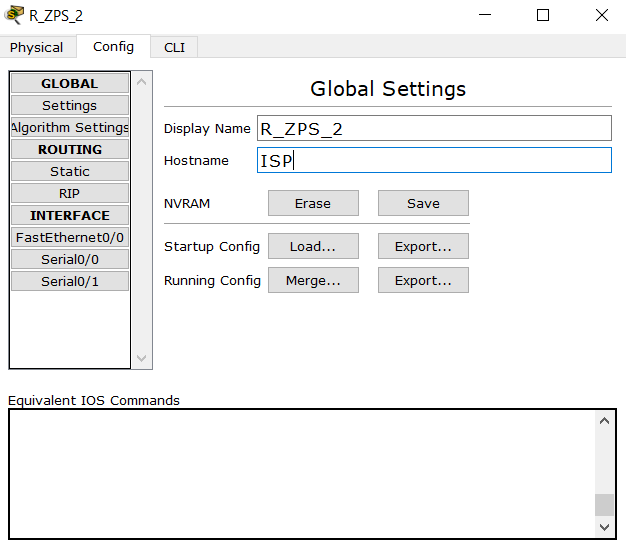 R_ZPS_2
Physical Config CLI
GLOBAL
Settings
Algorithm Settings
ROUTING
Static
RIP
INTERFACE
FastEthernet0/0
Serial0/0
Serial0/1
Global Settings
Display Name R_ZPS_2
Hostname ISP
NVRAM Erase Save
Startup Config Load... Export...
Running Config Merge... Export...
Equivalent IOS Commands